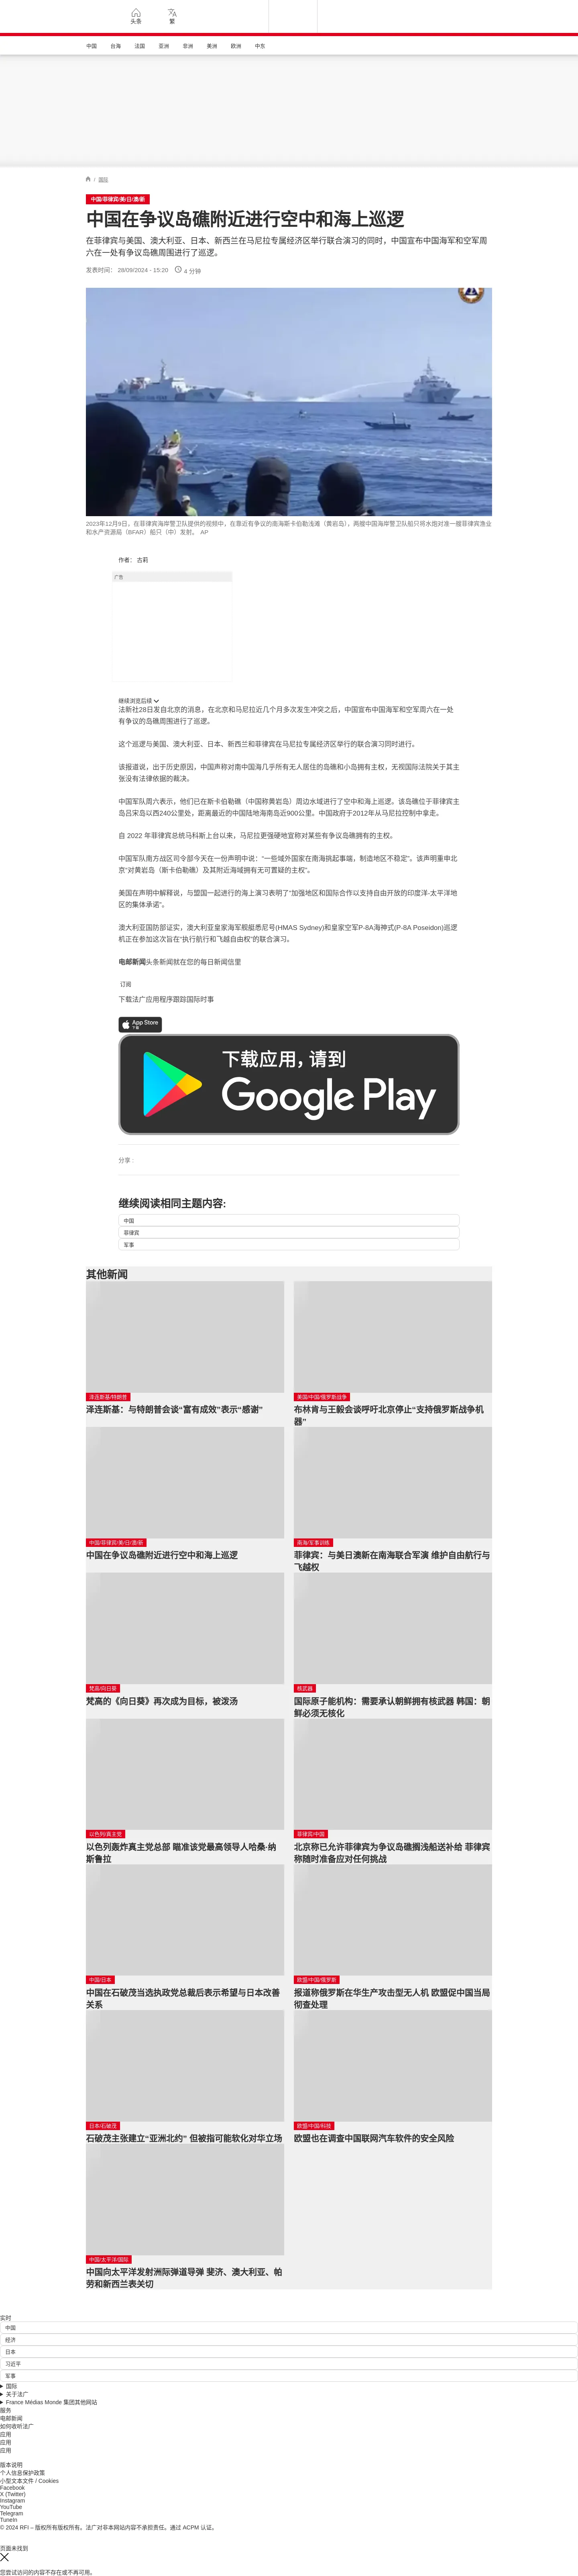 头条
繁
中国
台海
法国
亚洲
非洲
美洲
欧洲
中东
/ 国际
中国/菲律宾/美/日/澳/新
中国在争议岛礁附近进行空中和海上巡逻
在菲律宾与美国、澳大利亚、日本、新西兰在马尼拉专属经济区举行联合演习的同时，中国宣布中国海军和空军周
六在一处有争议岛礁周围进行了巡逻。
发表时间： 28/09/2024 - 15:20
4 分钟
2023年12月9日，在菲律宾海岸警卫队提供的视频中，在靠近有争议的南海斯卡伯勒浅滩（黄岩岛），两艘中国海岸警卫队船只将水炮对准一艘菲律宾渔业
和水产资源局（BFAR）船只（中）发射。 AP
作者： 古莉
广告
继续浏览后续
法新社28日发自北京的消息，在北京和马尼拉近几个月多次发生冲突之后，中国宣布中国海军和空军周六在一处
有争议的岛礁周围进行了巡逻。
这个巡逻与美国、澳大利亚、日本、新西兰和菲律宾在马尼拉专属经济区举行的联合演习同时进行。
该报道说，出于历史原因，中国声称对南中国海几乎所有无人居住的岛礁和小岛拥有主权，无视国际法院关于其主
张没有法律依据的裁决。
中国军队周六表示，他们已在斯卡伯勒礁（中国称黄岩岛）周边水域进行了空中和海上巡逻。该岛礁位于菲律宾主
岛吕宋岛以西240公里处，距离最近的中国陆地海南岛近900公里。中国政府于2012年从马尼拉控制中拿走。
自 2022 年菲律宾总统马科斯上台以来，马尼拉更强硬地宣称对某些有争议岛礁拥有的主权。
中国军队南方战区司令部今天在一份声明中说：“一些域外国家在南海挑起事端，制造地区不稳定”。该声明重申北
京“对黄岩岛（斯卡伯勒礁）及其附近海域拥有无可置疑的主权”。
美国在声明中解释说，与盟国一起进行的海上演习表明了“加强地区和国际合作以支持自由开放的印度洋-太平洋地
区的集体承诺”。
澳大利亚国防部证实，澳大利亚皇家海军舰艇悉尼号(HMAS Sydney)和皇家空军P-8A海神式(P-8A Poseidon)巡逻
机正在参加这次旨在“执行航行和飞越自由权”的联合演习。
电邮新闻头条新闻就在您的每日新闻信里
订阅
下载法广应用程序跟踪国际时事
App Store
下载
下载应用，请到
Google Play
分享 :
继续阅读相同主题内容:
中国
菲律宾
军事
其他新闻
泽连斯基/特朗普
泽连斯基：与特朗普会谈“富有成效”表示“感谢”
美国/中国/俄罗斯战争
布林肯与王毅会谈呼吁北京停止“支持俄罗斯战争机
器”
中国/菲律宾/美/日/澳/新
中国在争议岛礁附近进行空中和海上巡逻
南海/军事训练
菲律宾：与美日澳新在南海联合军演 维护自由航行与
飞越权
梵高/向日葵
梵高的《向日葵》再次成为目标，被泼汤
核武器
国际原子能机构：需要承认朝鲜拥有核武器 韩国：朝
鲜必须无核化
以色列/真主党
以色列轰炸真主党总部 瞄准该党最高领导人哈桑·纳
斯鲁拉
菲律宾/中国
北京称已允许菲律宾为争议岛礁搁浅船送补给 菲律宾
称随时准备应对任何挑战
中国/日本
中国在石破茂当选执政党总裁后表示希望与日本改善
关系
欧盟/中国/俄罗斯
报道称俄罗斯在华生产攻击型无人机 欧盟促中国当局
彻查处理
日本/石破茂
石破茂主张建立“亚洲北约” 但被指可能软化对华立场
欧盟/中国/科技
欧盟也在调查中国联网汽车软件的安全风险
中国/太平洋/国际
中国向太平洋发射洲际弹道导弹 斐济、澳大利亚、帕
劳和新西兰表关切
实时
中国
经济
日本
习近平
军事
国际
关于法广
France Médias Monde 集团其他网站
服务
电邮新闻
如何收听法广
应用
应用
应用
版本说明
个人信息保护政策
小型文本文件 / Cookies
Facebook
X (Twitter)
Instagram
YouTube
Telegram
TuneIn
© 2024 RFI – 版权所有版权所有。法广对非本网站内容不承担责任。通过 ACPM 认证。
页面未找到
您尝试访问的内容不存在或不再可用。